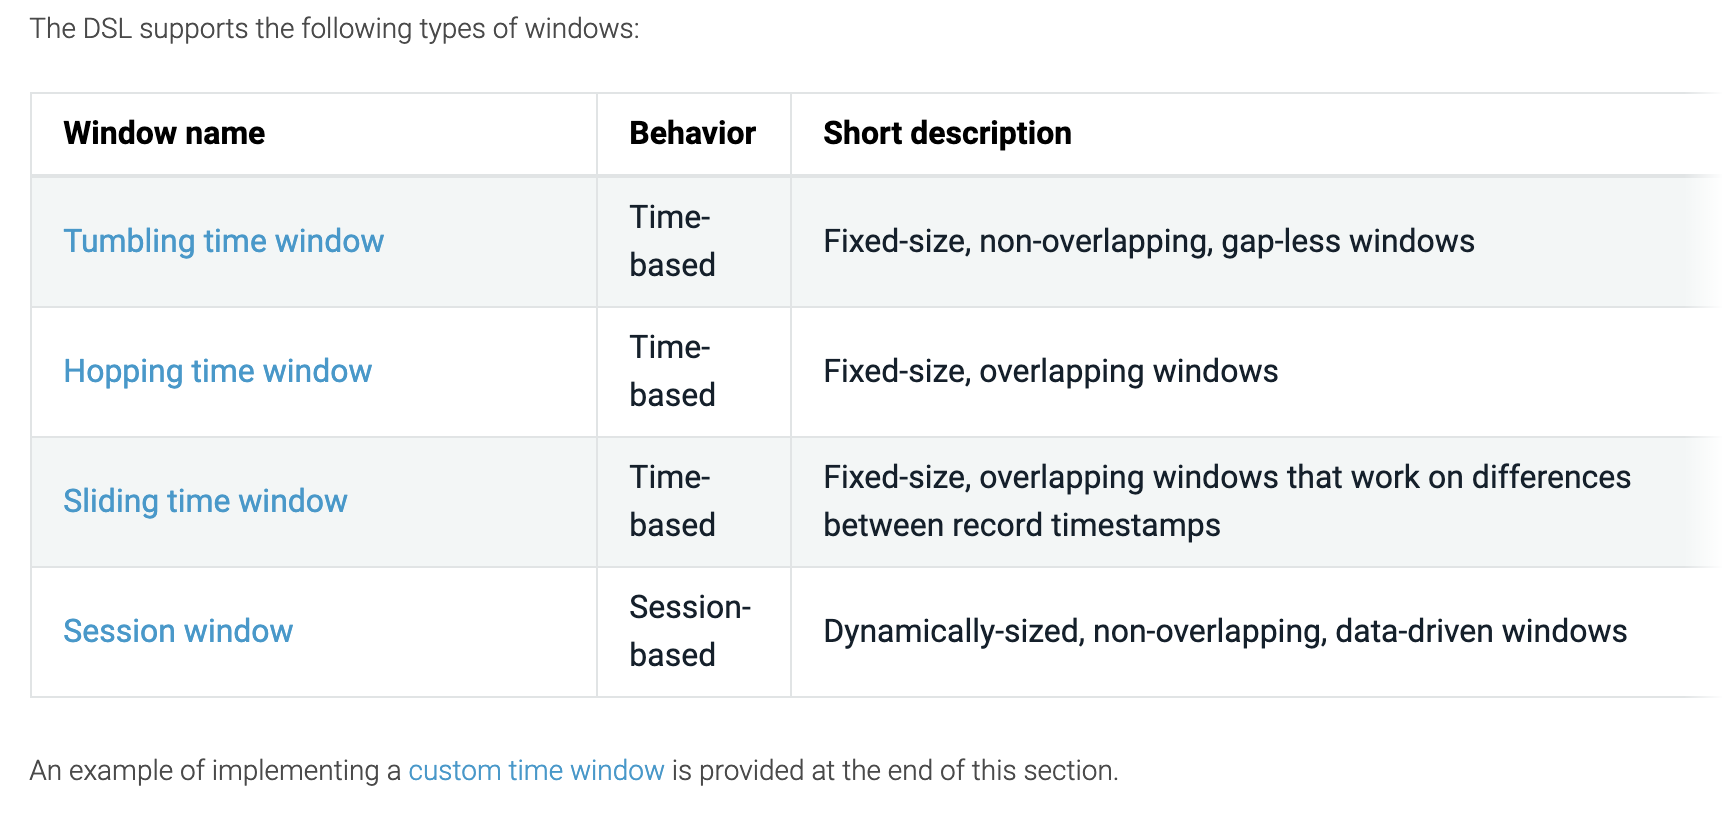 The DSL supports the following types of windows:
Window name Behavior Short description
Tumbling time window Time-
based Fixed-size, non-overlapping, gap-less windows
Hopping time window Time-
based Fixed-size, overlapping windows
Sliding time window Time-
based Fixed-size, overlapping windows that work on differences
between record timestamps
Session window Session-
based Dynamically-sized, non-overlapping, data-driven windows
An example of implementing a custom time window is provided at the end of this section.